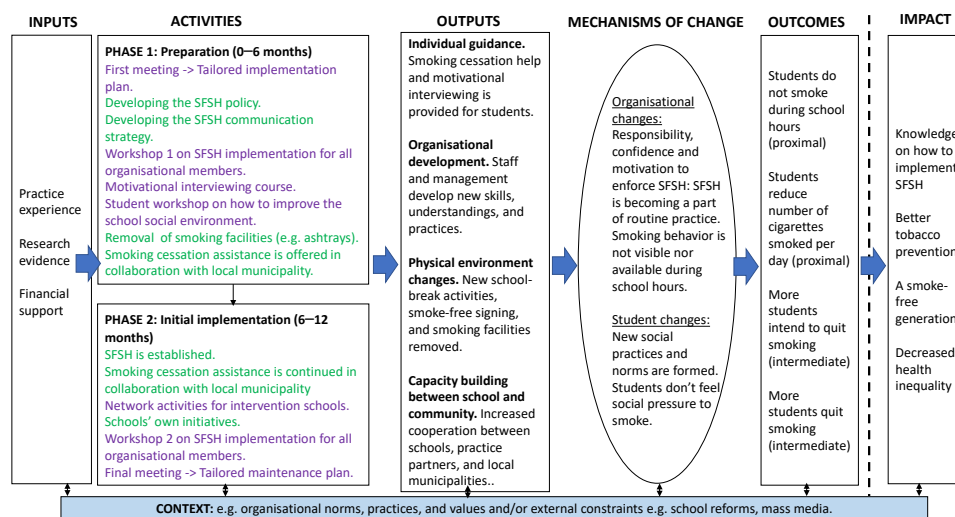 INPUTS
ACTIVITIES
OUTPUTS
MECHANISMS OF CHANGE
OUTCOMES
IMPACT
Practice
experience
Research
evidence
Financial
support
PHASE 1: Preparation (0–6 months)
First meeting -> Tailored implementation
plan.
Developing the SFSH policy.
Developing the SFSH communication
strategy.
Workshop 1 on SFSH implementation for all
organisational members.
Motivational interviewing course.
Student workshop on how to improve the
school social environment.
Removal of smoking facilities (e.g. ashtrays).
Smoking cessation assistance is offered in
collaboration with local municipality.
PHASE 2: Initial implementation (6–12
months)
SFSH is established.
Smoking cessation assistance is continued in
collaboration with local municipality
Network activities for intervention schools.
Schools' own initiatives.
Workshop 2 on SFSH implementation for all
organisational members.
Final meeting -> Tailored maintenance plan.
Individual guidance.
Smoking cessation help
and motivational
interviewing is
provided for students.
Organisational
development. Staff
and management
develop new skills,
understandings, and
practices.
Physical environment
changes. New school-
break activities,
smoke-free signing,
and smoking facilities
removed.
Capacity building
between school and
community. Increased
cooperation between
schools, practice
partners, and local
municipalities..
Organisational
changes:
Responsibility,
confidence and
motivation to
enforce SFSH: SFSH
is becoming a part
of routine practice.
Smoking behavior is
not visible nor
available during
school hours.
Student changes:
New social
practices and
norms are formed.
Students don't feel
social pressure to
smoke.
Students do
not smoke
during school
hours
(proximal)
Students
reduce
number of
cigarettes
smoked per
day (proximal)
More
students
intend to quit
smoking
(intermediate)
More
students quit
smoking
(intermediate)
Knowledge
on how to
implement
SFSH
Better
tobacco
prevention
A smoke-
free
generation
Decreased
health
inequality
CONTEXT: e.g. organisational norms, practices, and values and/or external constraints e.g. school reforms, mass media.